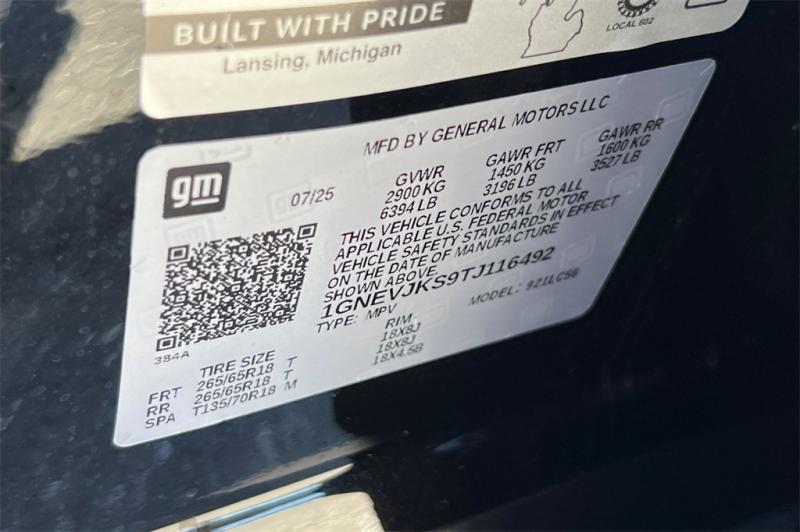 BUILT WITH PRIDE
Lansing, Michigan
LOCAL 602
MFD BY GENERAL MOTORS LLC
gm
07/25
GVWR GAWR FRT GAWR RR
2900 KG 1450 KG 1600 KG
6394 LB 3196 LB 3527 LB
THIS VEHICLE CONFORMS TO ALL
APPLICABLE U.S. FEDERAL MOTOR
VEHICLE SAFETY STANDARDS IN EFFECT
ON THE DATE OF MANUFACTURE
SHOWN ABOVE.
1GNEVJKS9TJ116492
TYPE: MPV MODEL: 921LC56
384A
TIRE SIZE RIM
FRT 265/65R18 T 18X8J
RR 265/65R18 T 18X8J
SPA T135/70R18 M 18X4.5B